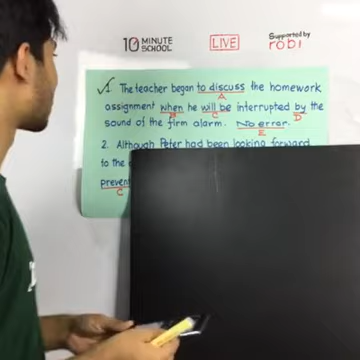 10 MINUTE
SCHOOL
LIVE
Supported by
robi
1. The teacher began to discuss the homework
A
assignment when he will be interrupted by the
B C D
sound of the firm alarm. No error.
E
2. Although Peter had been looking forward
to the
C